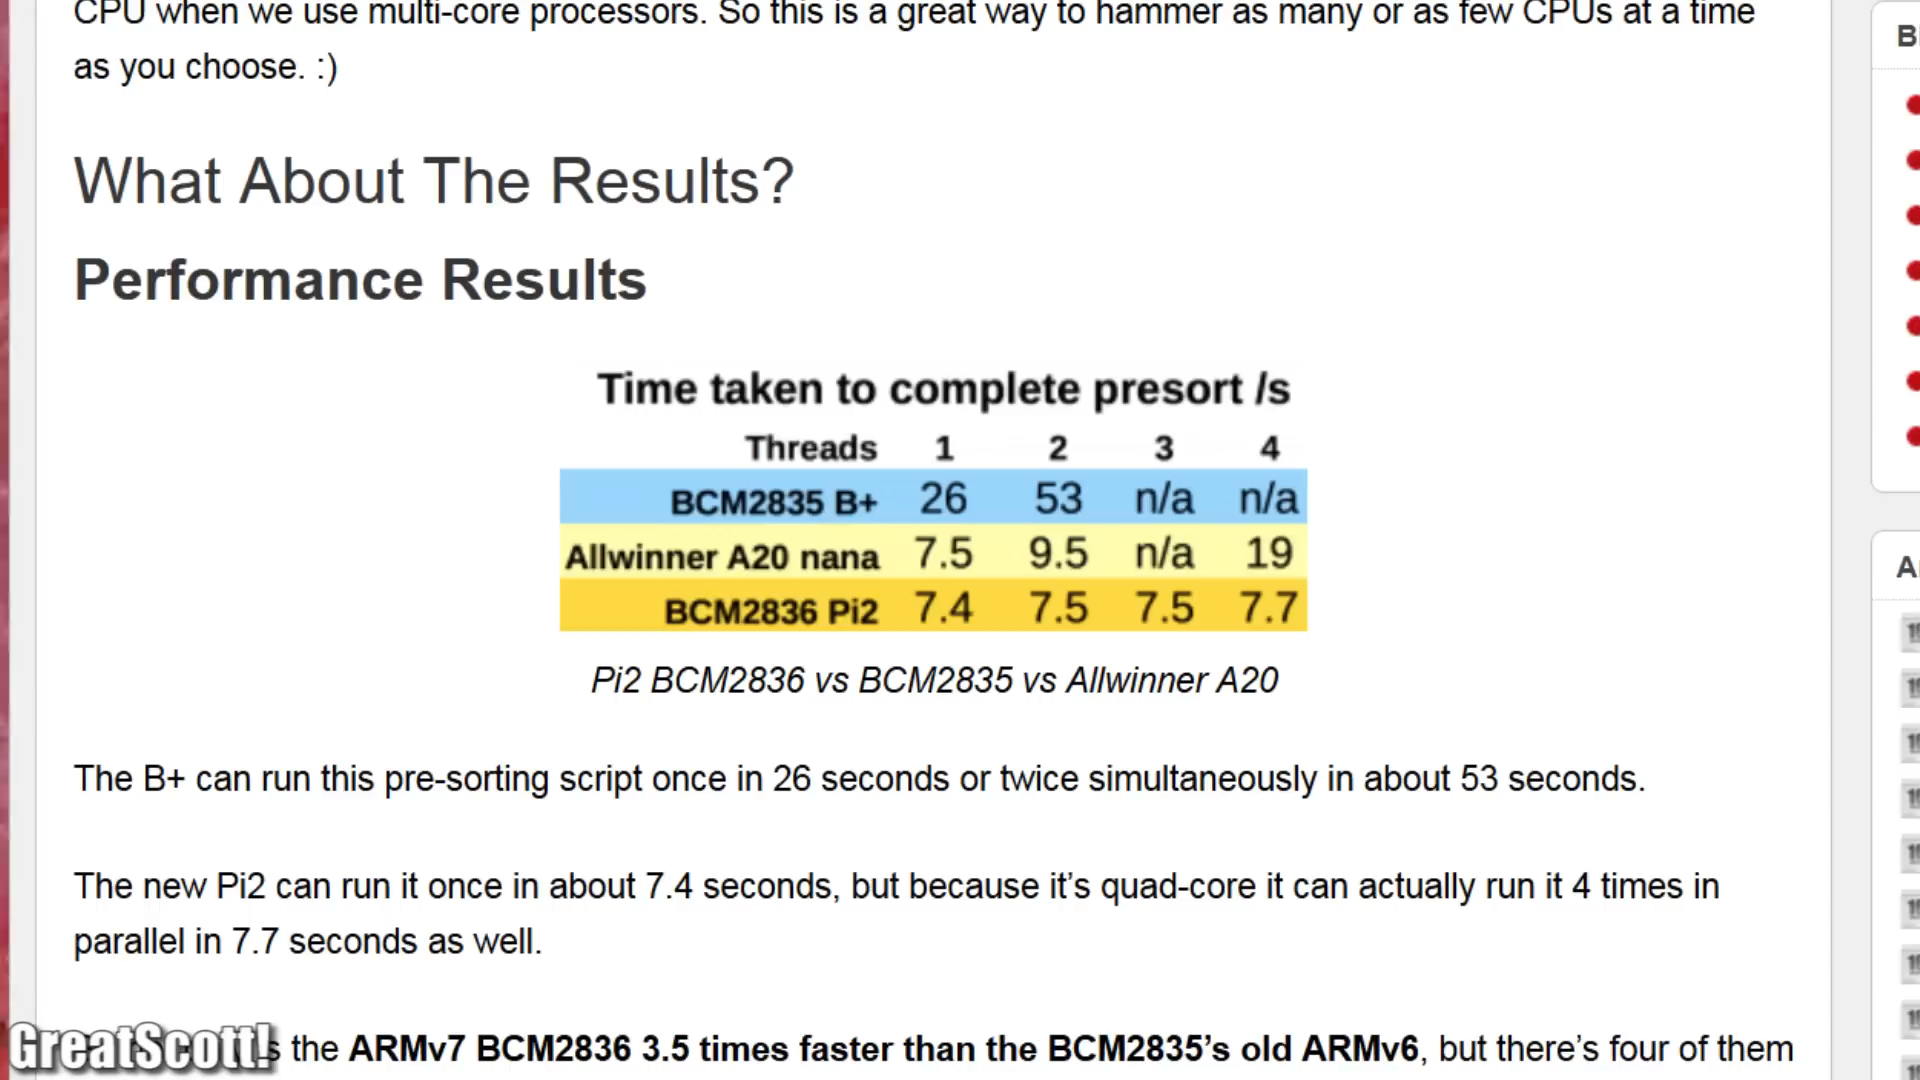 CPU when we use multi-core processors. So this is a great way to hammer as many or as few CPUs at a time
as you choose. :)
What About The Results?
Performance Results
Time taken to complete presort /s
Threads 1 2 3 4
BCM2835 B+ 26 53 n/a n/a
Allwinner A20 nana 7.5 9.5 n/a 19
BCM2836 Pi2 7.4 7.5 7.5 7.7
Pi2 BCM2836 vs BCM2835 vs Allwinner A20
The B+ can run this pre-sorting script once in 26 seconds or twice simultaneously in about 53 seconds.
The new Pi2 can run it once in about 7.4 seconds, but because it's quad-core it can actually run it 4 times in
parallel in 7.7 seconds as well.
the ARMv7 BCM2836 3.5 times faster than the BCM2835's old ARMv6, but there's four of them
GreatScott!